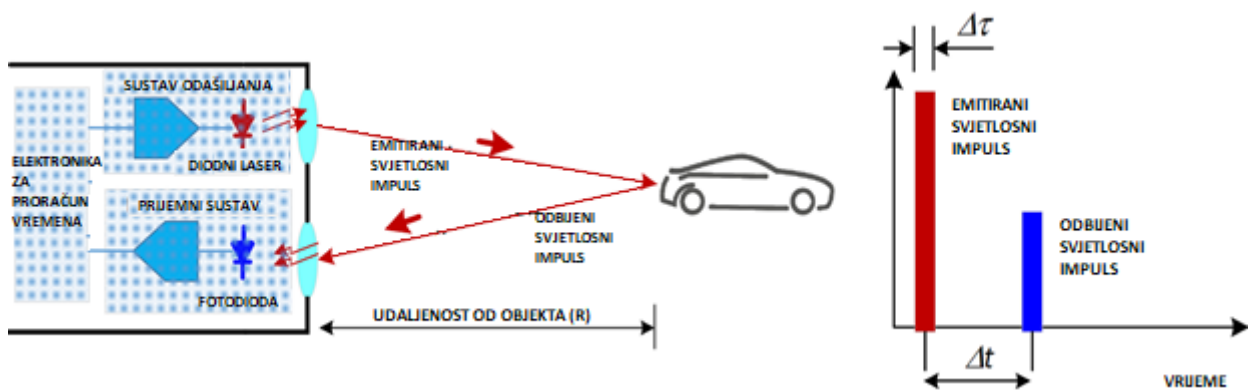 SUSTAV ODAŠILJANJA
DIODNI LASER
ELEKTRONIKA
ZA
PRORAČUN
VREMENA
PRIJEMNI SUSTAV
FOTODIODA
EMITIRANI
SVJETLOSNI
IMPULS
ODBIJENI
SVJETLOSNI
IMPULS
UDALJENOST OD OBJEKTA (R)
Δτ
EMITIRANI
SVJETLOSNI
IMPULS
ODBIJENI
SVJETLOSNI
IMPULS
Δt
VRIJEME